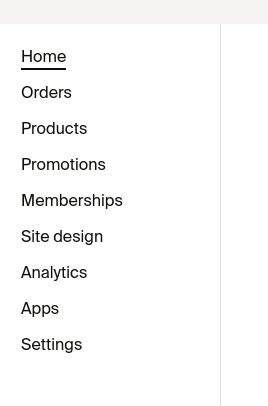 Home
Orders
Products
Promotions
Memberships
Site design
Analytics
Apps
Settings